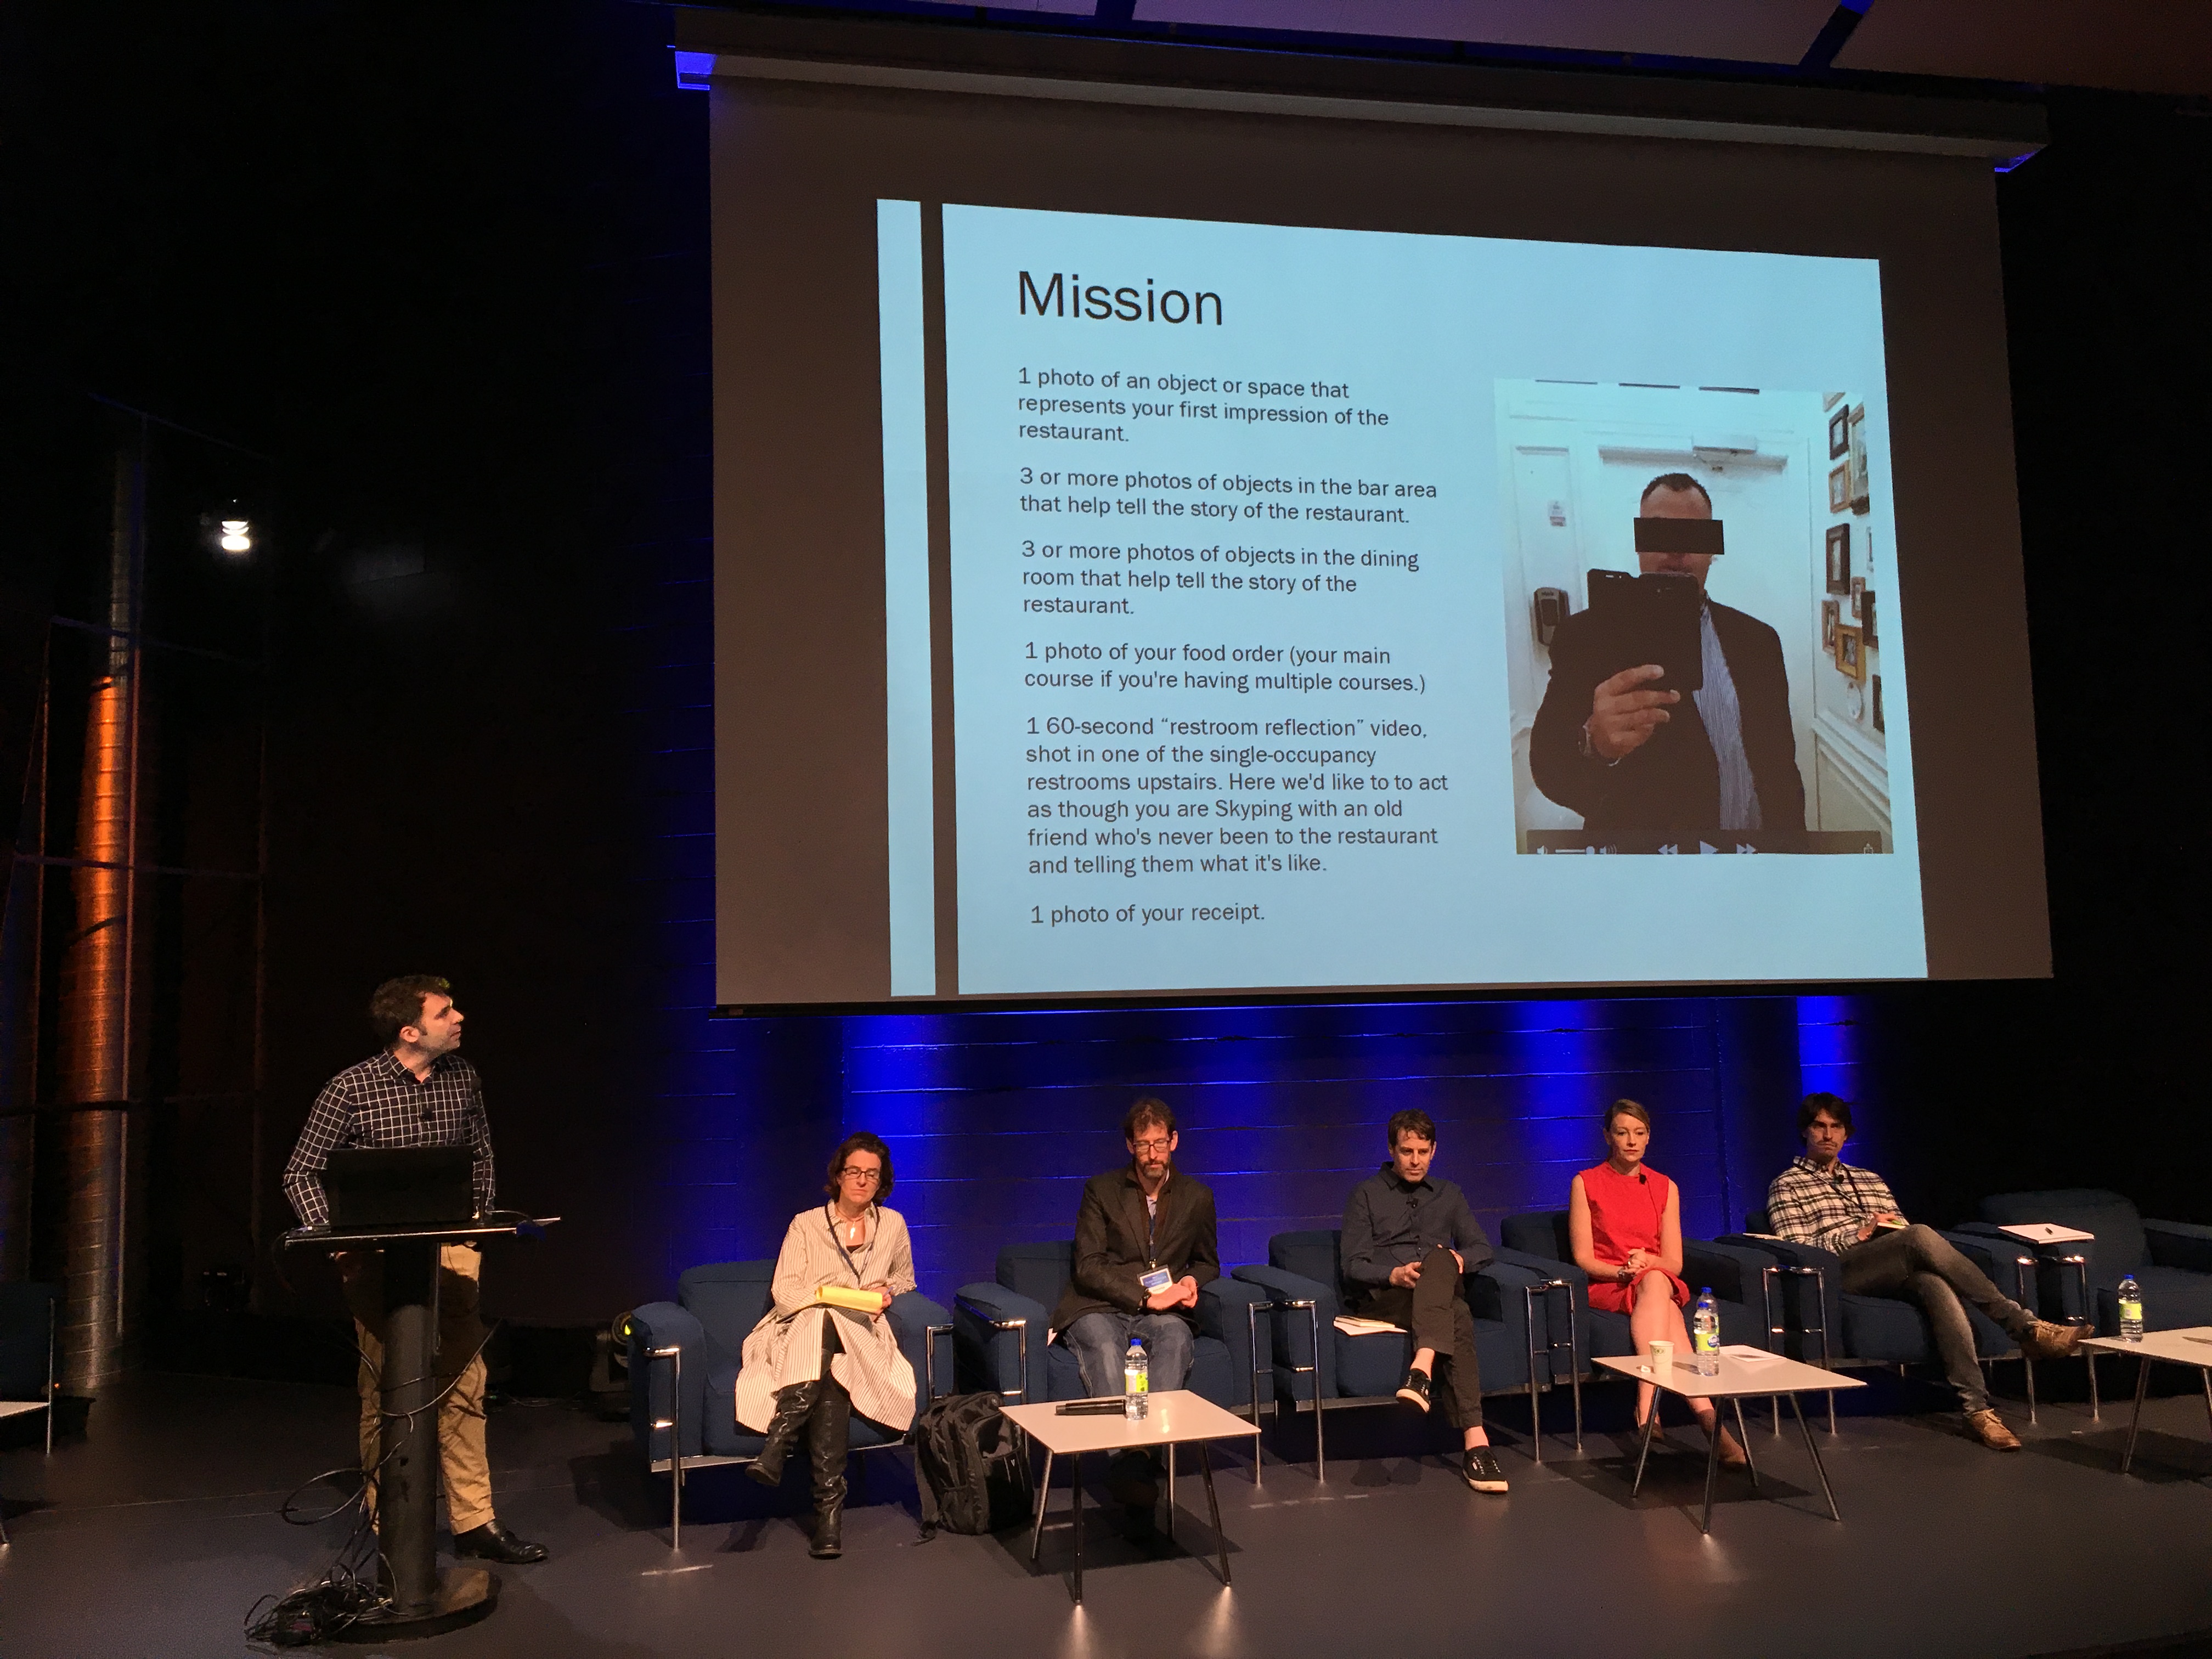 Mission
1 photo of an object or space that
represents your first impression of the
restaurant.
3 or more photos of objects in the bar area
that help tell the story of the restaurant.
3 or more photos of objects in the dining
room that help tell the story of the
restaurant.
1 photo of your food order (your main
course if you're having multiple courses.)
1 60-second “restroom reflection” video,
shot in one of the single-occupancy
restrooms upstairs. Here we'd like to to act
as though you are Skyping with an old
friend who's never been to the restaurant
and telling them what it's like.
1 photo of your receipt.